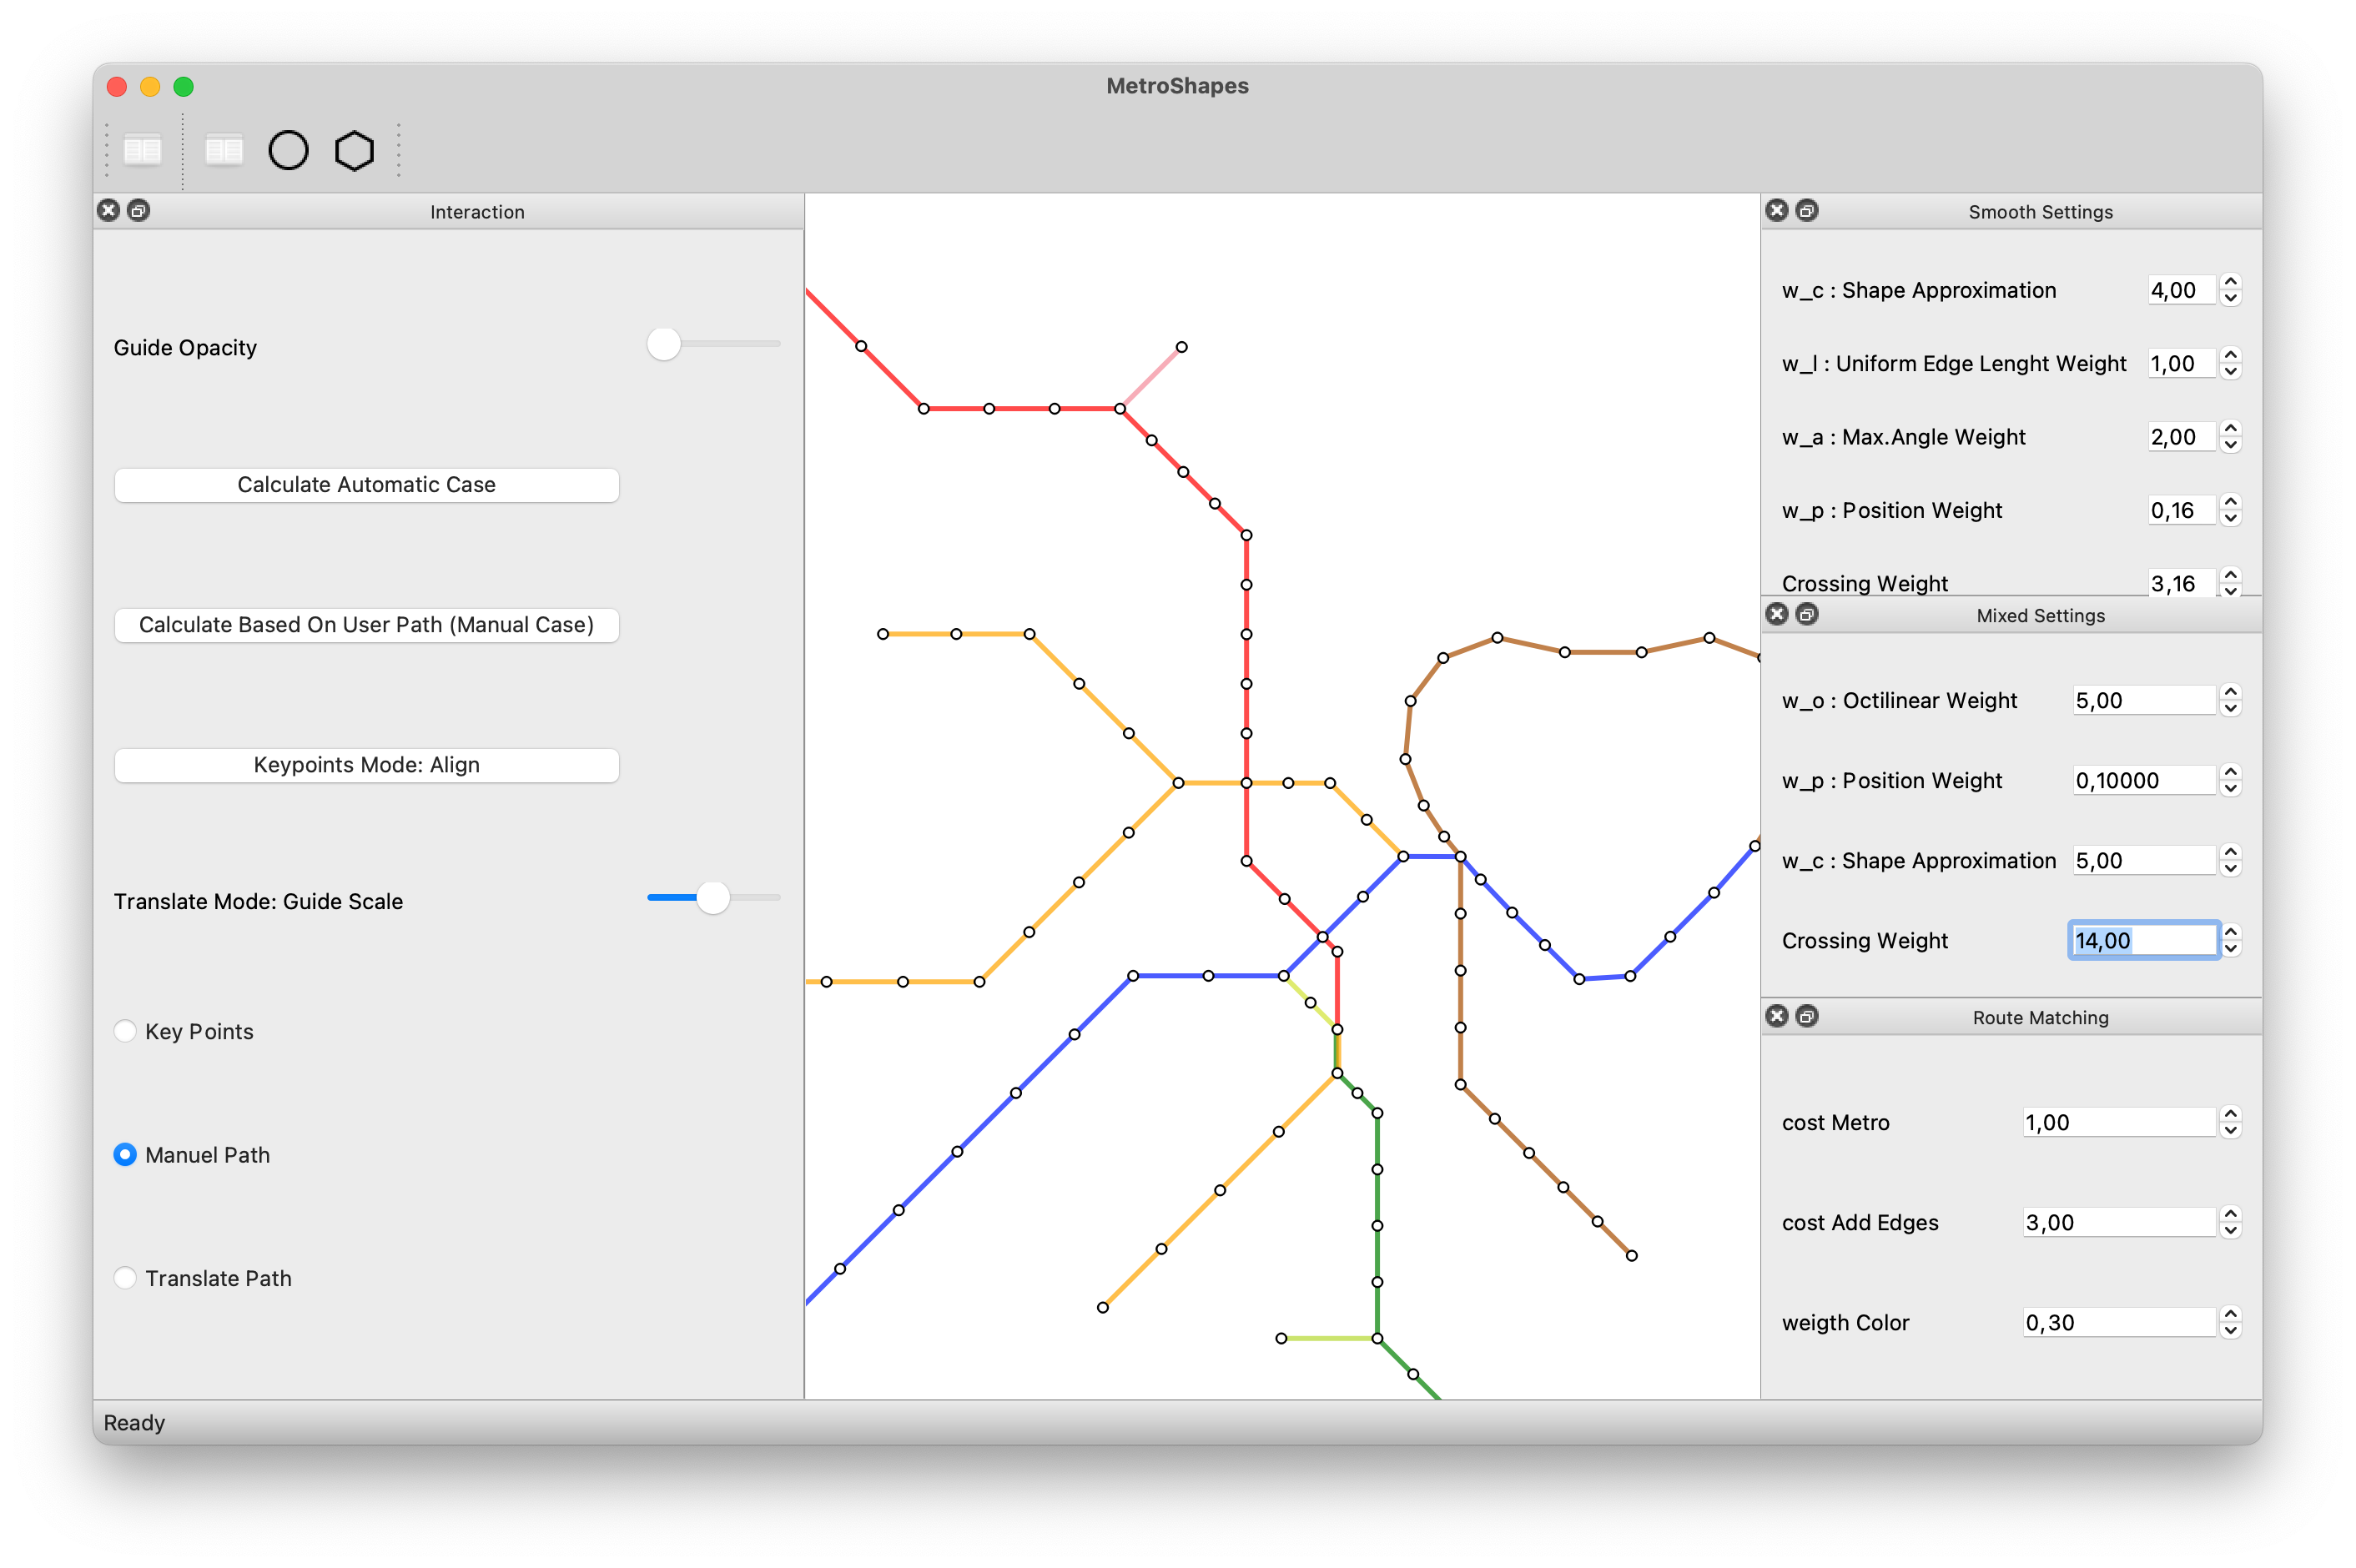 MetroShapes
Interaction
Guide Opacity
Calculate Automatic Case
Calculate Based On User Path (Manual Case)
Keypoints Mode: Align
Translate Mode: Guide Scale
Key Points
Manuel Path
Translate Path
Smooth Settings
w_c : Shape Approximation 4,00
w_l : Uniform Edge Lenght Weight 1,00
w_a : Max.Angle Weight 2,00
w_p : Position Weight 0,16
Crossing Weight 3,16
Mixed Settings
w_o : Octilinear Weight 5,00
w_p : Position Weight 0,10000
w_c : Shape Approximation 5,00
Crossing Weight 14,00
Route Matching
cost Metro 1,00
cost Add Edges 3,00
weigth Color 0,30
Ready